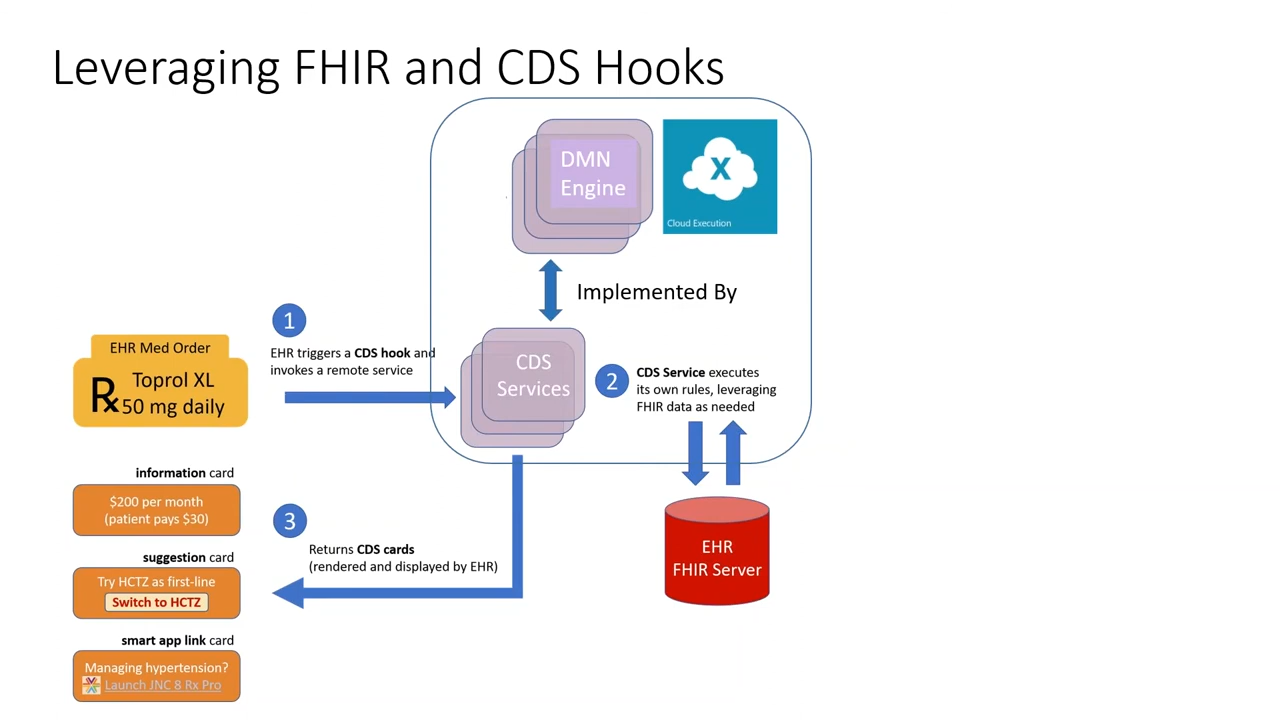 Leveraging FHIR and CDS Hooks
DMN
Engine
X
Cloud Execution
Implemented By
1
EHR triggers a CDS hook and
invokes a remote service
EHR Med Order
Rx
Toprol XL
50 mg daily
CDS
Services
2
CDS Service executes
its own rules, leveraging
FHIR data as needed
information card
$200 per month
(patient pays $30)
3
Returns CDS cards
(rendered and displayed by EHR)
EHR
FHIR Server
suggestion card
Try HCTZ as first-line
Switch to HCTZ
smart app link card
Managing hypertension?
Launch JNC 8 Rx Pro